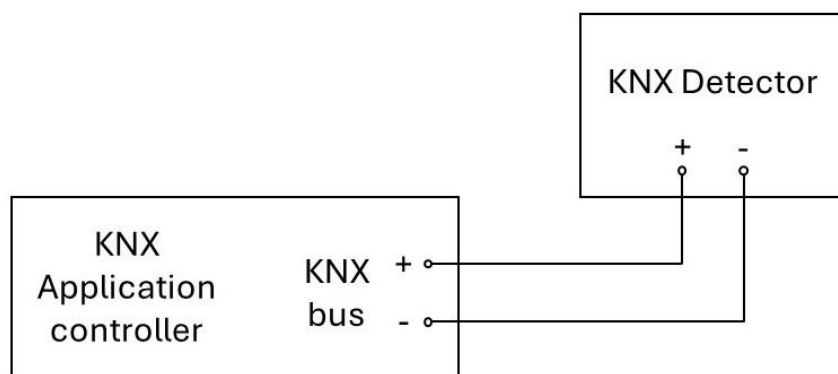 KNX Detector
+ -
KNX
Application
controller
KNX
bus
+
-